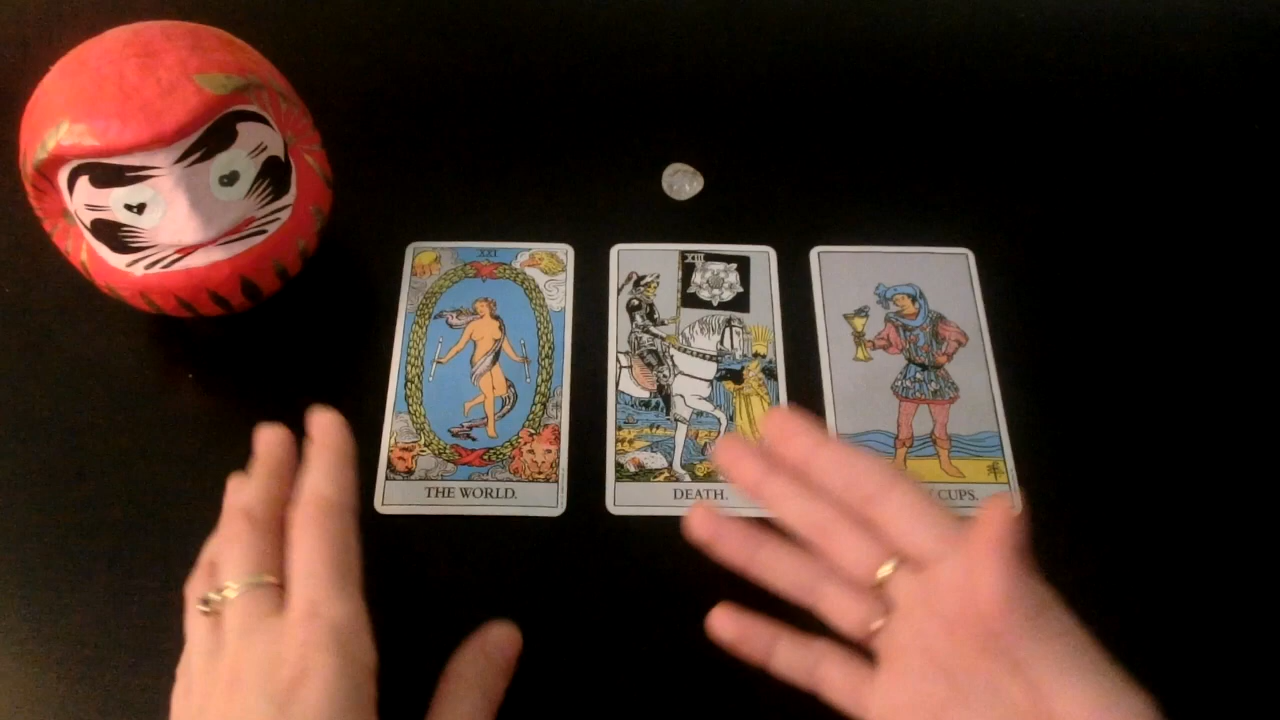 XXI
XIII
THE WORLD.
DEATH.
CUPS.